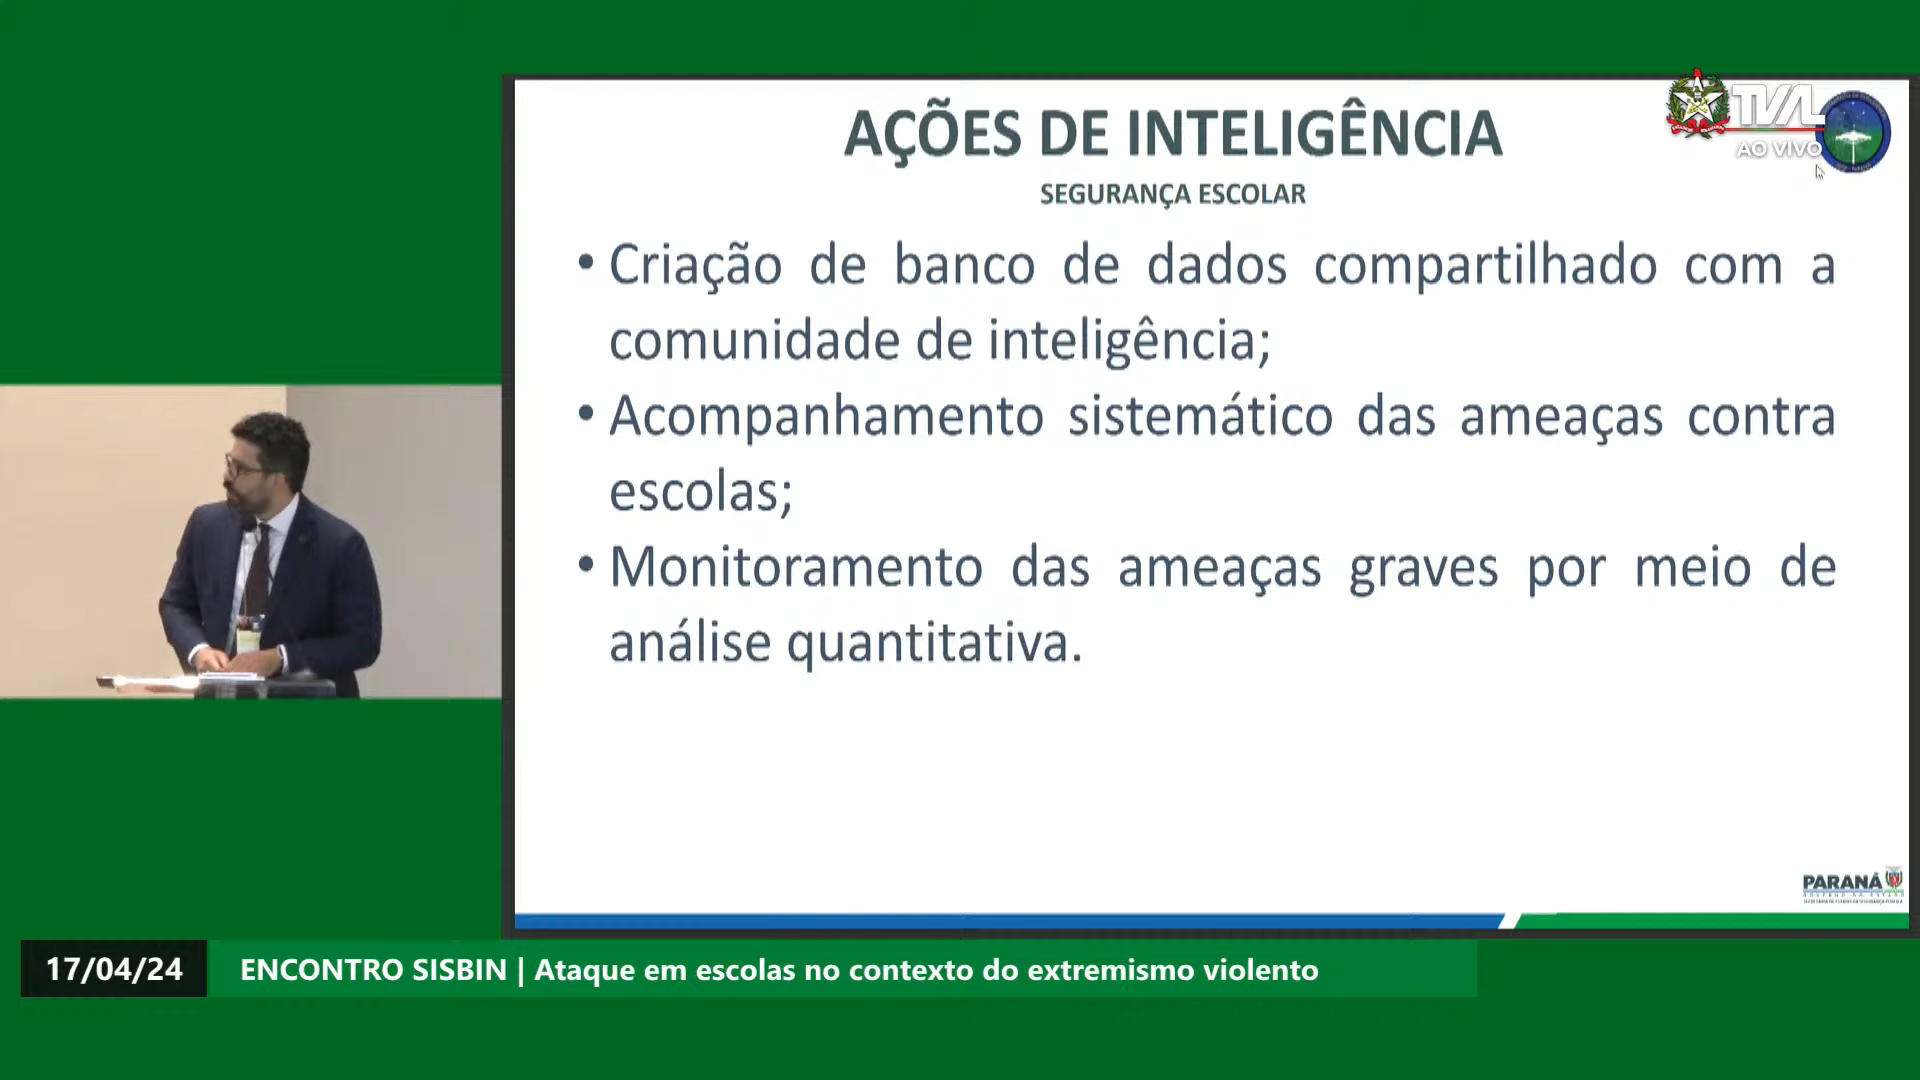 AÇÕES DE INTELIGÊNCIA
SEGURANÇA ESCOLAR
TVAL
AO VIVO
• Criação de banco de dados compartilhado com a
comunidade de inteligência;
• Acompanhamento sistemático das ameaças contra
escolas;
• Monitoramento das ameaças graves por meio de
análise quantitativa.
PARANÁ
17/04/24
ENCONTRO SISBIN | Ataque em escolas no contexto do extremismo violento